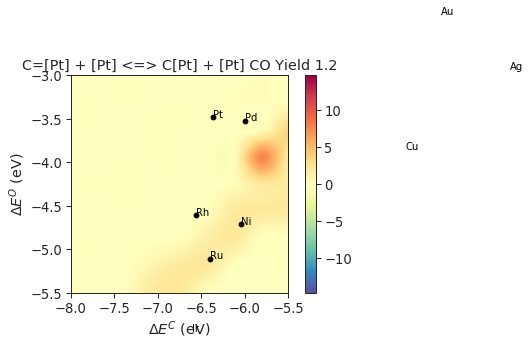 Au
Ag
C=[Pt] + [Pt] <=> C[Pt] + [Pt] CO Yield 1.2
Cu
Pt
Pd
Rh
Ni
Ru
−3.0
−3.5
−4.0
−4.5
−5.0
−5.5
−8.0 −7.5 −7.0 −6.5 −6.0 −5.5
ΔE^O (eV)
ΔE^C (eV)
10
5
0
−5
−10